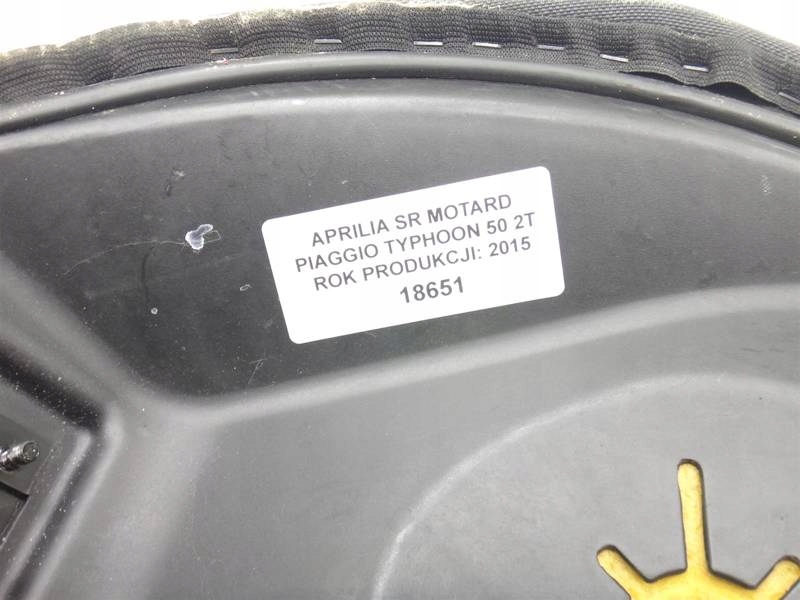 APRILIA SR MOTARD
PIAGGIO TYPHOON 50 2T
ROK PRODUKCJI: 2015
18651